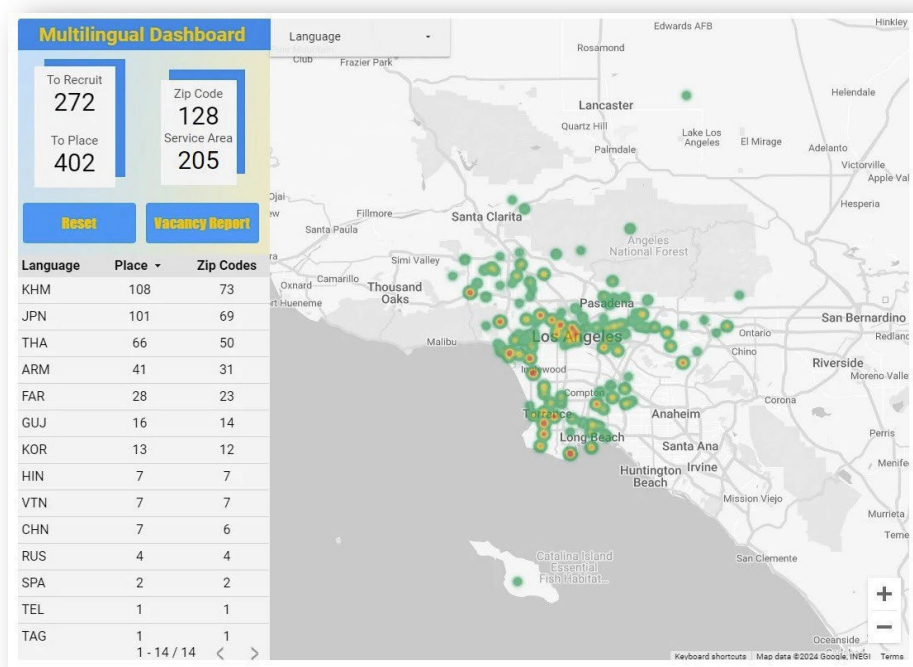 Multilingual Dashboard
To Recruit
272
To Place
402
Zip Code
128
Service Area
205
Reset
Vacancy Report
Language Place Zip Codes
KHM 108 73
JPN 101 69
THA 66 50
ARM 41 31
FAR 28 23
GUJ 16 14
KOR 13 12
HIN 7 7
VTN 7 7
CHN 7 6
RUS 4 4
SPA 2 2
TEL 1 1
TAG 1 1
1 - 14 / 14
Language
Club
Frazier Park
Edwards AFB
Hinkley
Rosamond
Helendale
Lancaster
Quartz Hill
Lake Los
Angeles
El Mirage
Palmdale
Adelanto
Victorville
Apple Val
Hesperia
Ojai
Fillmore
Santa Paula
Santa Clarita
Angeles
National Forest
Simi Valley
Oxnard
Camarillo
Thousand
Oaks
rt Hueneme
Pasadena
San Bernardino
Malibu
Los Angeles
Ontario
Redland
Chino
Riverside
Inglewood
Moreno Valley
Compton
Corona
Torrance
Anaheim
Long Beach
Perris
Santa Ana
Huntington
Beach
Irvine
Menifee
Mission Viejo
Murrieta
Teme
San Clemente
Catalina Island
Essential
Fish Habitat...
Oceanside
+
−
Keyboard shortcuts
Map data ©2024 Google, INEGI
Terms